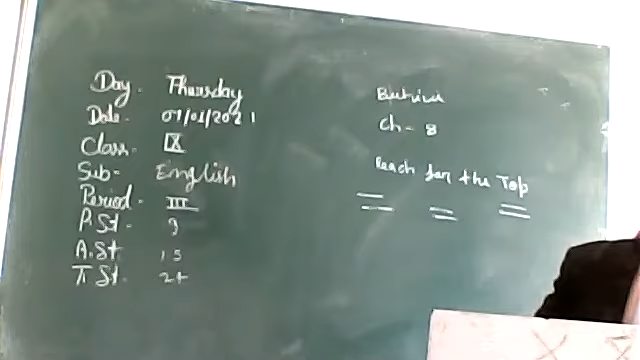 Day - Thursday
Date - 07/01/2021
Class - IX
Sub - English
Period - III
P. St - 9
A. St 15
T. St - 24
Ch - 8
Reach for the Top